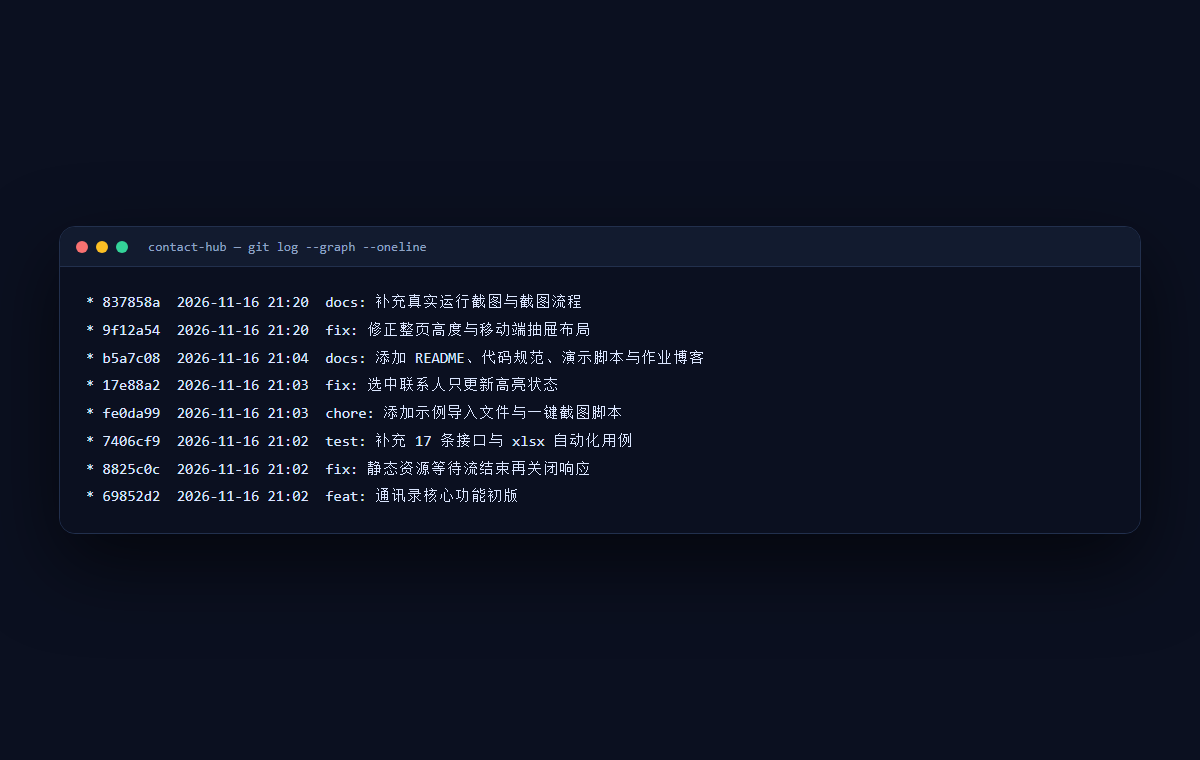 contact-hub — git log --graph --oneline
* 837858a  2026-11-16 21:20  docs: 补充真实运行截图与截图流程
* 9f12a54  2026-11-16 21:20  fix: 修正整页高度与移动端抽屉布局
* b5a7c08  2026-11-16 21:04  docs: 添加 README、代码规范、演示脚本与作业博客
* 17e88a2  2026-11-16 21:03  fix: 选中联系人只更新高亮状态
* fe0da99  2026-11-16 21:03  chore: 添加示例导入文件与一键截图脚本
* 7406cf9  2026-11-16 21:02  test: 补充 17 条接口与 xlsx 自动化用例
* 8825c0c  2026-11-16 21:02  fix: 静态资源等待流结束再关闭响应
* 69852d2  2026-11-16 21:02  feat: 通讯录核心功能初版